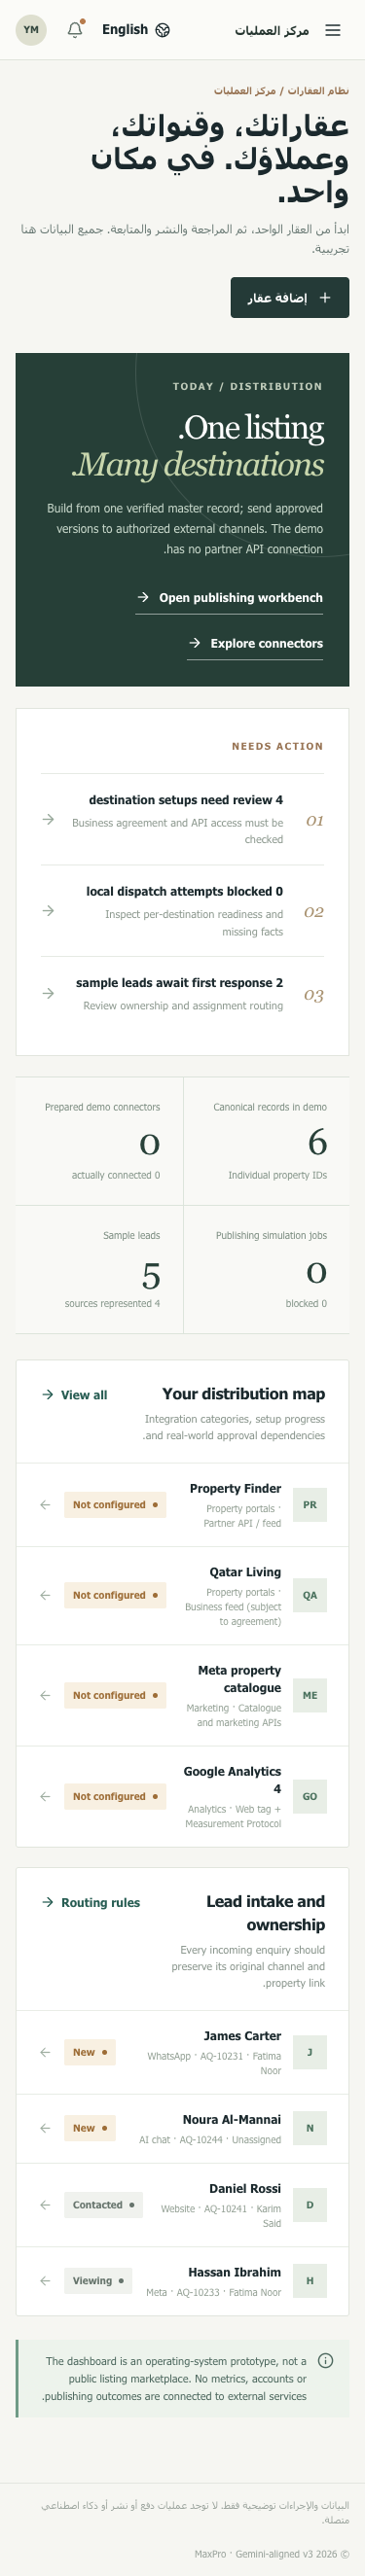 مركز العمليات
English
YM
نظام العقارات / مركز العمليات
عقاراتك، وقنواتك،
وعملاؤك. في مكان
واحد.
ابدأ من العقار الواحد، ثم المراجعة والنشر والمتابعة. جميع البيانات هنا
تجريبية.
إضافة عقار
TODAY / DISTRIBUTION
One listing.
Many destinations.
Build from one verified master record; send approved
versions to authorized external channels. The demo
has no partner API connection.
Open publishing workbench
Explore connectors
NEEDS ACTION
01
4 destination setups need review
Business agreement and API access must be
checked
02
0 local dispatch attempts blocked
Inspect per-destination readiness and
missing facts
03
2 sample leads await first response
Review ownership and assignment routing
Canonical records in demo
6
Individual property IDs
Prepared demo connectors
0
0 actually connected
Publishing simulation jobs
0
0 blocked
Sample leads
5
4 sources represented
Your distribution map
View all
Integration categories, setup progress
and real-world approval dependencies.
PR
Property Finder
Property portals ·
Partner API / feed
Not configured
QA
Qatar Living
Property portals ·
Business feed (subject
to agreement)
Not configured
ME
Meta property
catalogue
Marketing · Catalogue
and marketing APIs
Not configured
GO
Google Analytics
4
Analytics · Web tag +
Measurement Protocol
Not configured
Lead intake and
ownership
Routing rules
Every incoming enquiry should
preserve its original channel and
property link.
J
James Carter
WhatsApp · AQ-10231 · Fatima
Noor
New
N
Noura Al-Mannai
AI chat · AQ-10244 · Unassigned
New
D
Daniel Rossi
Website · AQ-10241 · Karim
Said
Contacted
H
Hassan Ibrahim
Meta · AQ-10233 · Fatima Noor
Viewing
The dashboard is an operating-system prototype, not a
public listing marketplace. No metrics, accounts or
publishing outcomes are connected to external services.
البيانات والإجراءات توضيحية فقط. لا توجد عمليات دفع أو نشر أو ذكاء اصطناعي
متصلة.
© 2026 MaxPro · Gemini-aligned v3